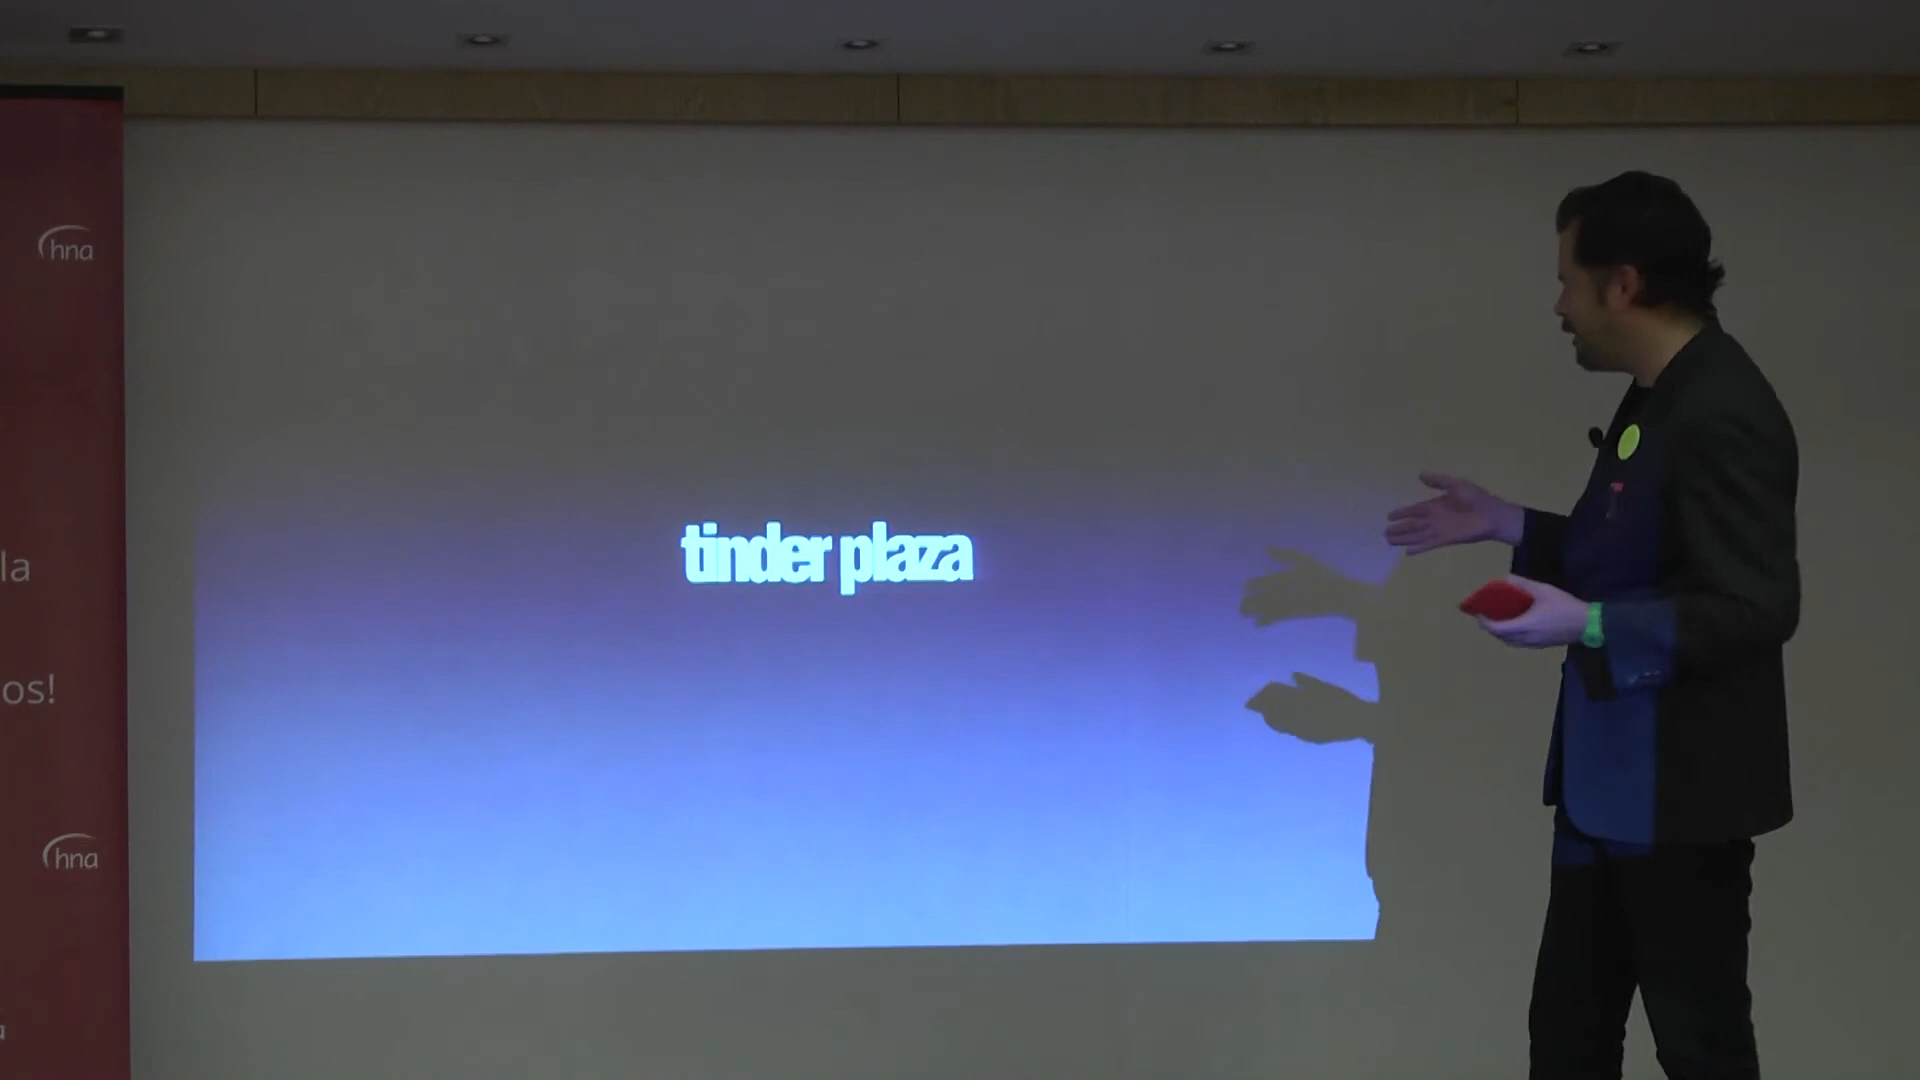 hna
la
os!
hna
a
tinder plaza